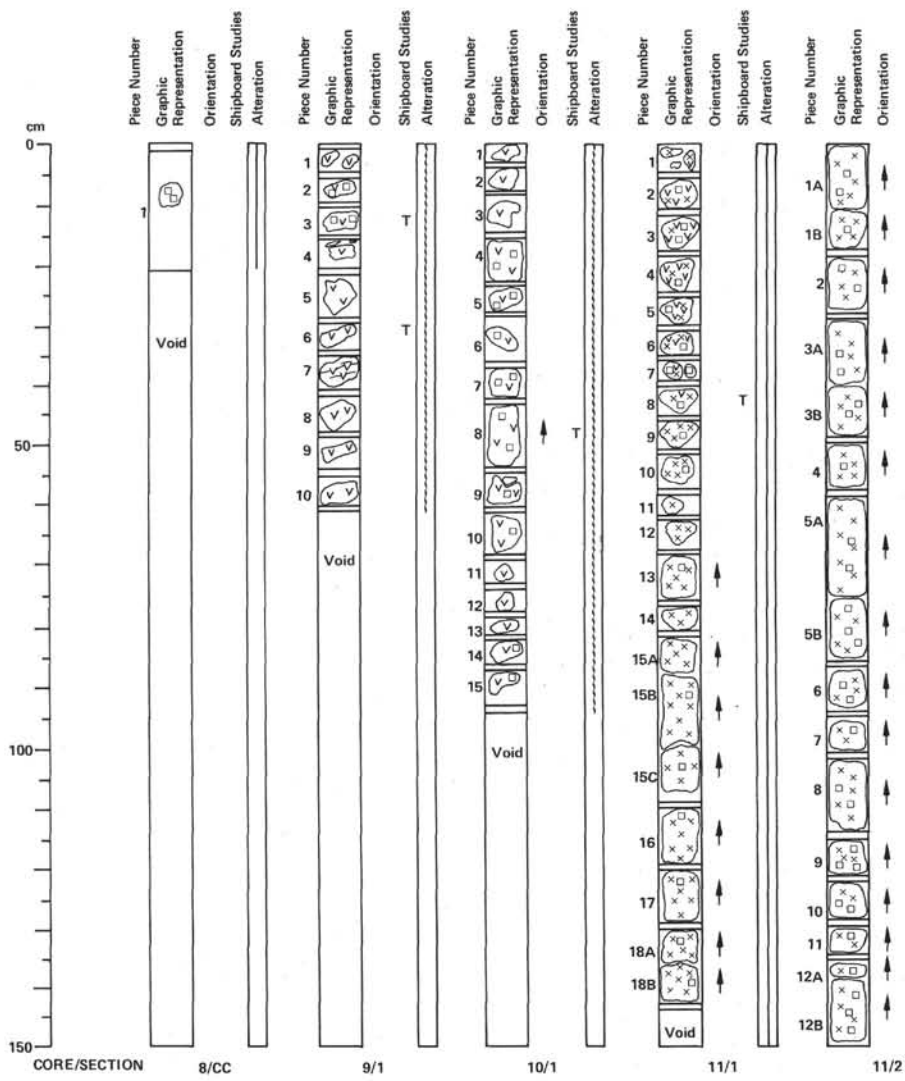 Piece Number
Graphic
Representation
Orientation
Shipboard Studies
Alteration
Piece Number
Graphic
Representation
Orientation
Shipboard Studies
Alteration
Piece Number
Graphic
Representation
Orientation
Shipboard Studies
Alteration
Piece Number
Graphic
Representation
Orientation
Shipboard Studies
Alteration
Piece Number
Graphic
Representation
Orientation
cm
0
50
100
150
1
Void
1
2
3
T
4
5
6
T
7
8
9
10
Void
1
2
3
4
5
6
7
8
T
9
10
11
12
13
14
15
Void
1
2
3
4
5
6
7
8
T
9
10
11
12
13
14
15A
15B
15C
16
17
18A
18B
Void
1A
1B
2
3A
3B
4
5A
5B
6
7
8
9
10
11
12A
12B
CORE/SECTION 8/CC 9/1 10/1 11/1 11/2